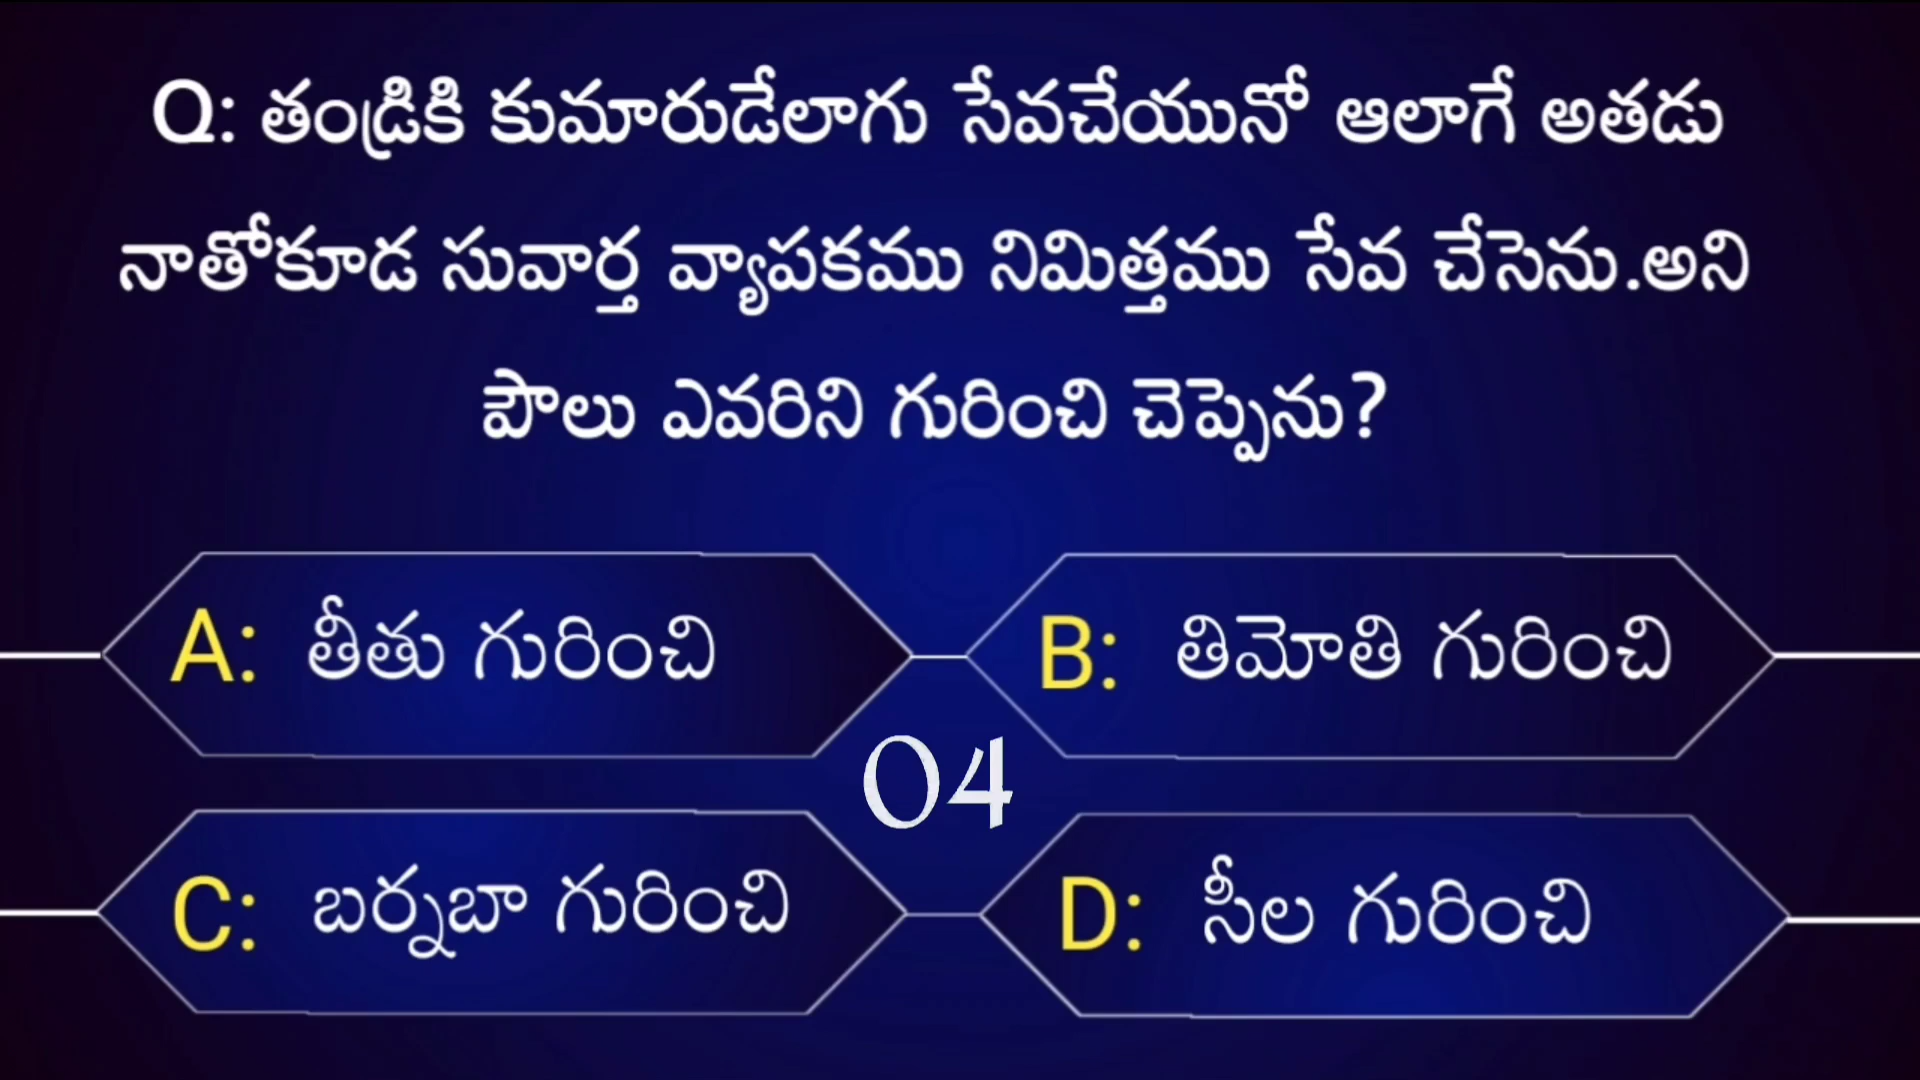 Q: తండ్రికి కుమారుడేలాగు సేవచేయునో ఆలాగే అతడు
నాతోకూడ సువార్త వ్యాపకము నిమిత్తము సేవ చేసెను.అని
పౌలు ఎవరిని గురించి చెప్పెను?
A: తీతు గురించి
B: తిమోతి గురించి
04
C: బర్నబా గురించి
D: సీల గురించి